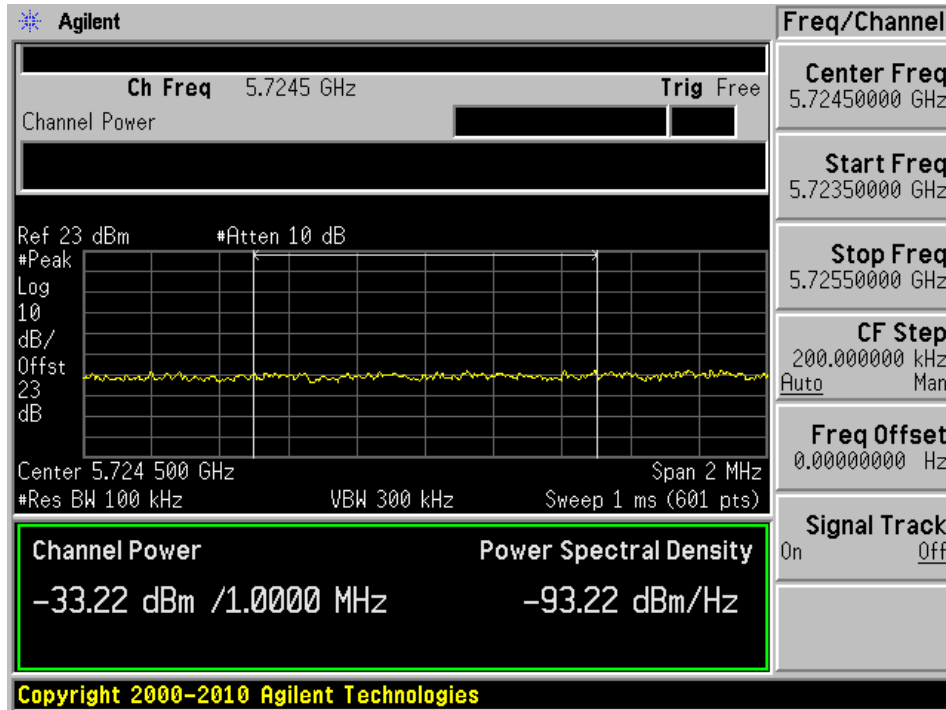 Agilent
Freq/Channel
Ch Freq 5.7245 GHz Trig Free
Channel Power
Center Freq
5.72450000 GHz
Start Freq
5.72350000 GHz
Stop Freq
5.72550000 GHz
CF Step
200.000000 kHz
Auto Man
Freq Offset
0.00000000 Hz
Signal Track
On Off
Ref 23 dBm #Atten 10 dB
#Peak
Log
10
dB/
Offst
23
dB
Center 5.724 500 GHz Span 2 MHz
#Res BW 100 kHz VBW 300 kHz Sweep 1 ms (601 pts)
Channel Power Power Spectral Density
-33.22 dBm /1.0000 MHz -93.22 dBm/Hz
Copyright 2000-2010 Agilent Technologies